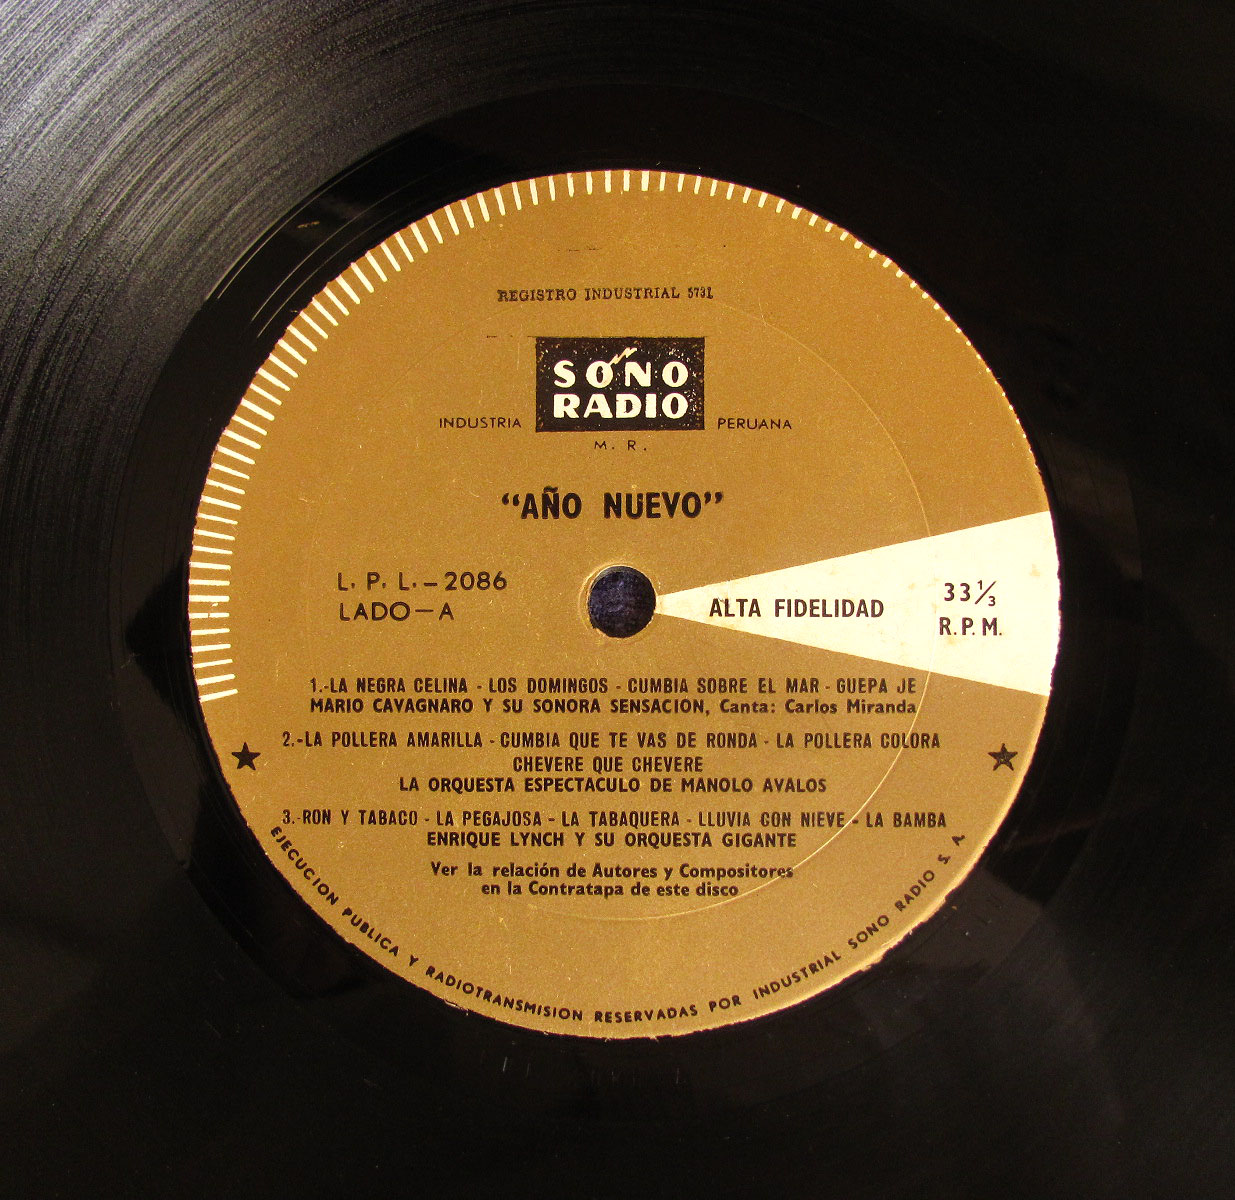 REGISTRO INDUSTRIAL 5731
SONO
RADIO
INDUSTRIA PERUANA
M. R.
"AÑO NUEVO"
L. P. L. - 2086
LADO - A
ALTA FIDELIDAD
33 1/3
R.P.M.
1.-LA NEGRA CELINA - LOS DOMINGOS - CUMBIA SOBRE EL MAR - GUEPA JE
MARIO CAVAGNARO Y SU SONORA SENSACION, Canta: Carlos Miranda
2.-LA POLLERA AMARILLA - CUMBIA QUE TE VAS DE RONDA - LA POLLERA COLORA
CHEVERE QUE CHEVERE
LA ORQUESTA ESPECTACULO DE MANOLO AVALOS
3.-RON Y TABACO - LA PEGAJOSA - LA TABAQUERA - LLUVIA CON NIEVE - LA BAMBA
ENRIQUE LYNCH Y SU ORQUESTA GIGANTE
Ver la relación de Autores y Compositores
en la Contratapa de este disco
EJECUCION PUBLICA Y RADIOTRANSMISION RESERVADAS POR INDUSTRIAL SONO RADIO S. A.